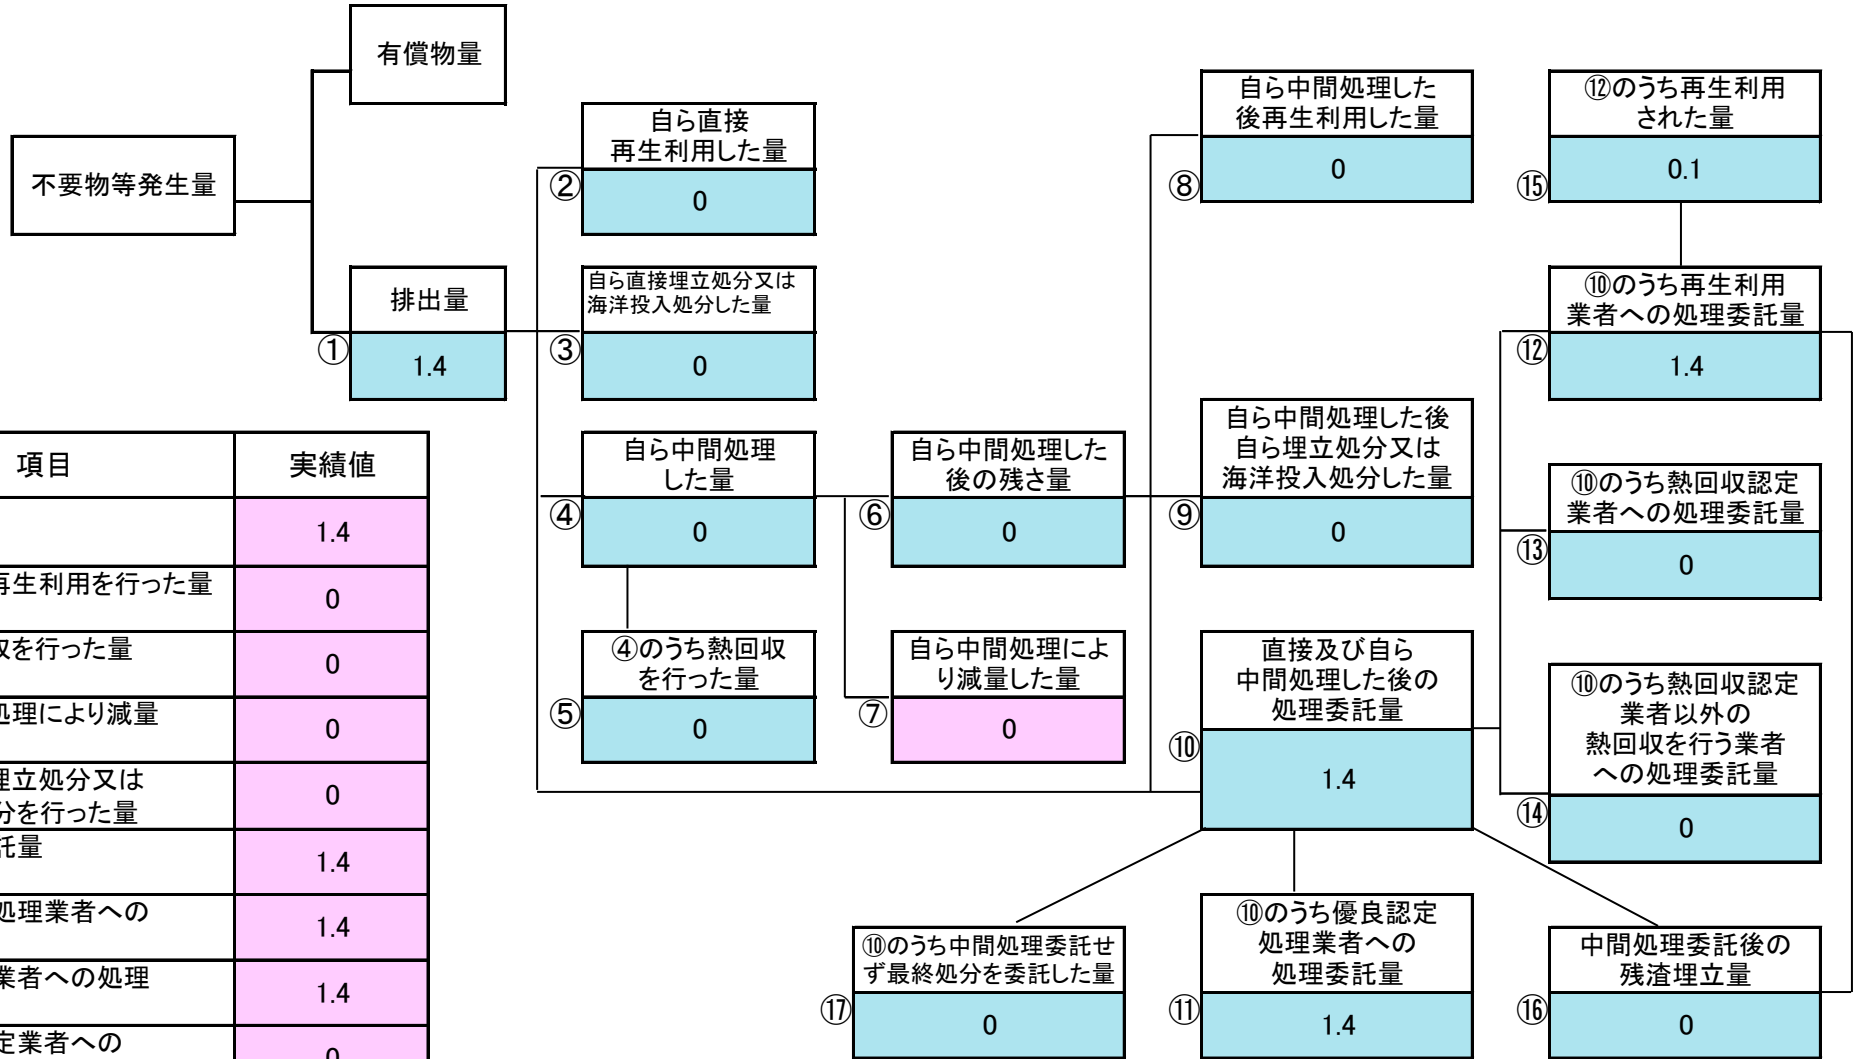 有償物量
不要物等発生量
排出量
①
1.4
自ら直接
再生利用した量
②
0
自ら直接埋立処分又は
海洋投入処分した量
③
0
自ら中間処理
した量
④
0
④のうち熱回収
を行った量
⑤
0
自ら中間処理した
後の残さ量
⑥
0
自ら中間処理によ
り減量した量
⑦
0
自ら中間処理した
後再生利用した量
⑧
0
自ら中間処理した後
自ら埋立処分又は
海洋投入処分した量
⑨
0
直接及び自ら
中間処理した後の
処理委託量
⑩
1.4
⑫のうち再生利用
された量
⑮
0.1
⑩のうち再生利用
業者への処理委託量
⑫
1.4
⑩のうち熱回収認定
業者への処理委託量
⑬
0
⑩のうち熱回収認定
業者以外の
熱回収を行う業者
への処理委託量
⑭
0
⑩のうち中間処理委託せ
ず最終処分を委託した量
⑰
0
⑩のうち優良認定
処理業者への
処理委託量
⑪
1.4
中間処理委託後の
残渣埋立量
⑯
0
項目 実績値
1.4
再生利用を行った量 0
を行った量 0
処理により減量 0
埋立処分又は
分を行った量 0
託量 1.4
処理業者への 1.4
業者への処理 1.4
定業者への 0